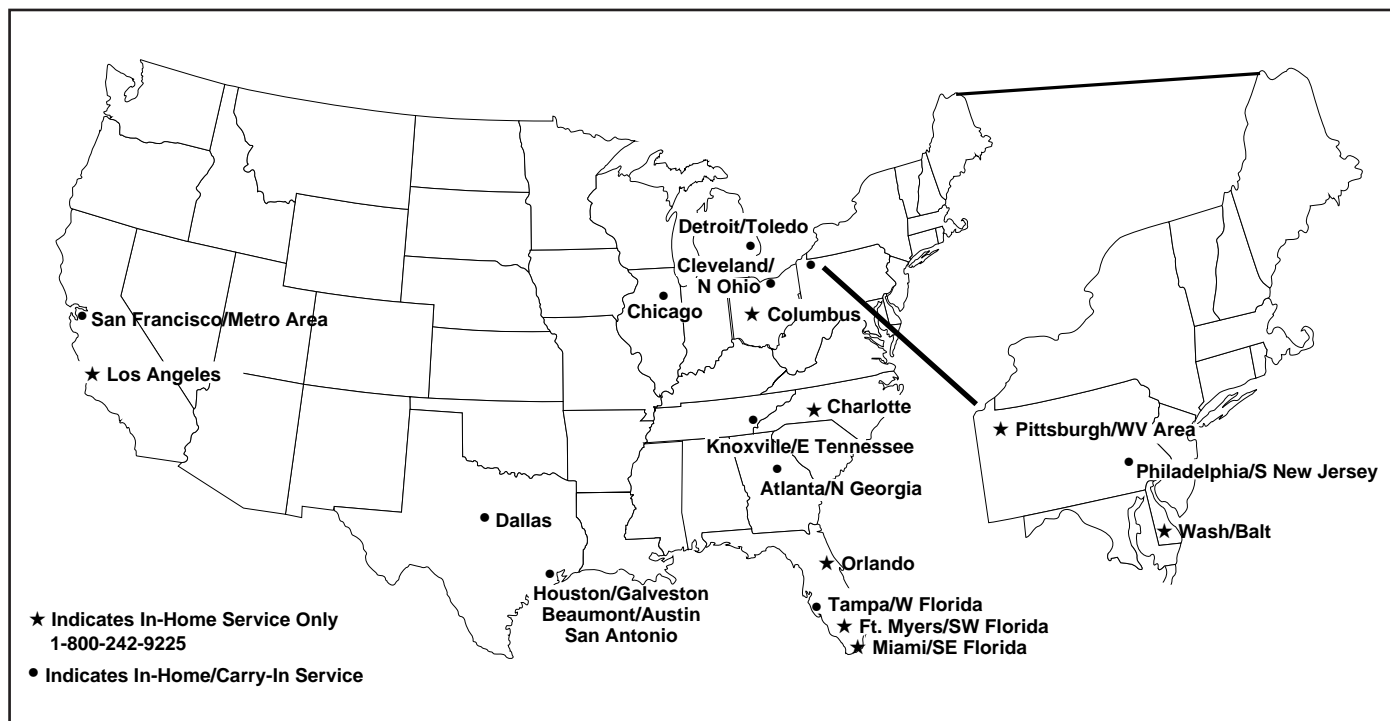 Detroit/Toledo
Cleveland/
N Ohio
Chicago
Columbus
San Francisco/Metro Area
Los Angeles
Charlotte
Knoxville/E Tennessee
Atlanta/N Georgia
Pittsburgh/WV Area
Philadelphia/S New Jersey
Wash/Balt
Dallas
Orlando
Houston/Galveston
Beaumont/Austin
San Antonio
Tampa/W Florida
Ft. Myers/SW Florida
Miami/SE Florida
★ Indicates In-Home Service Only
1-800-242-9225
• Indicates In-Home/Carry-In Service